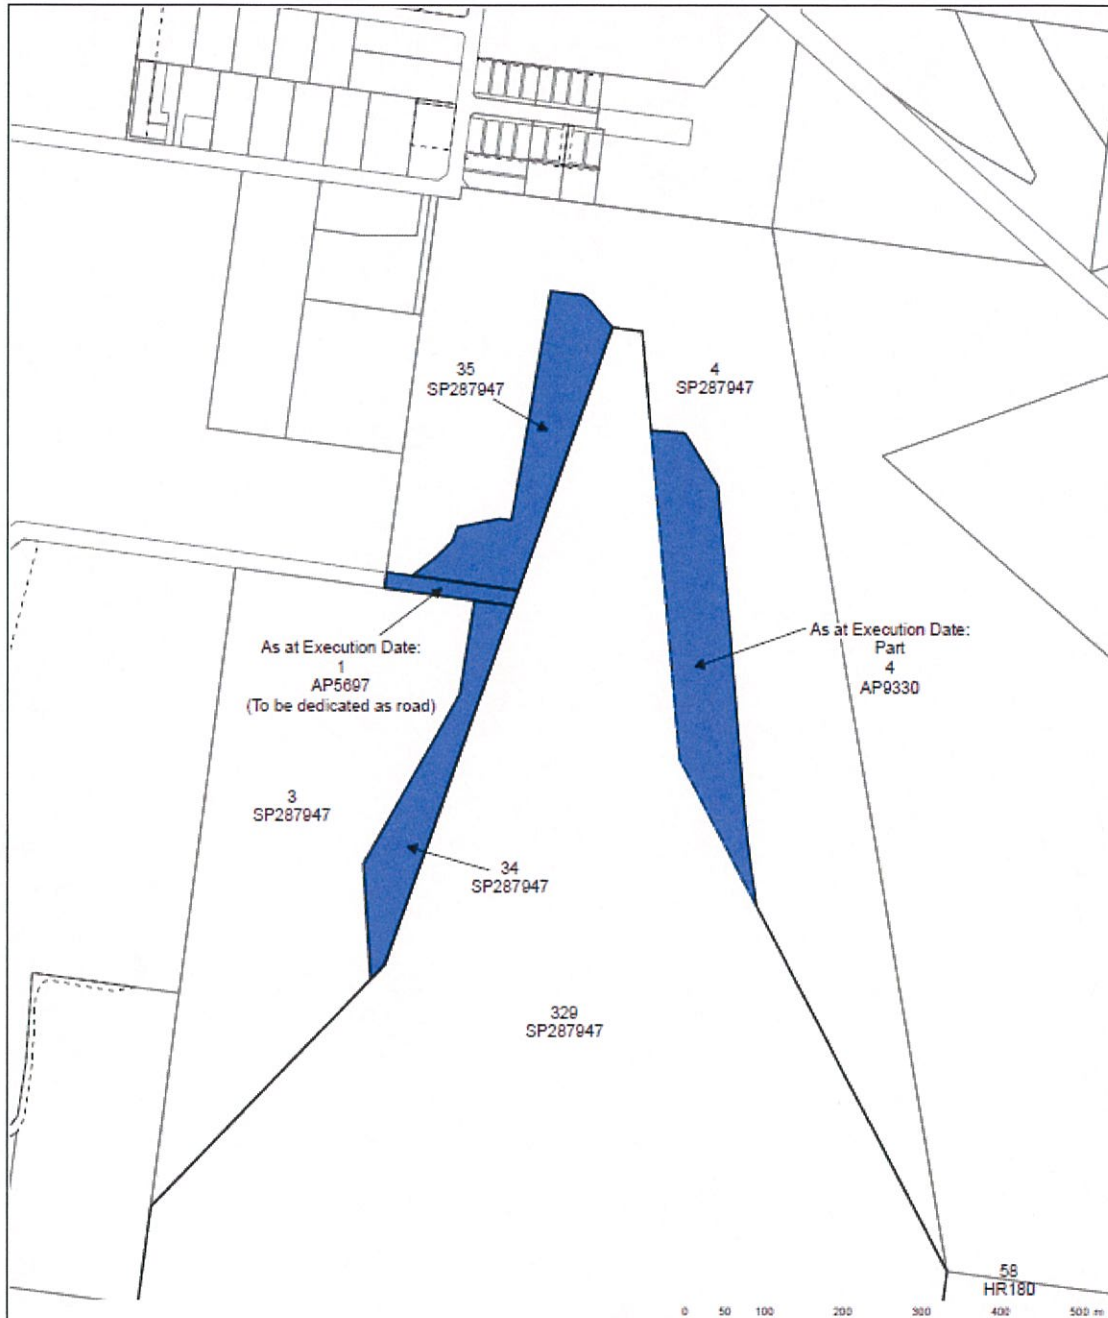 35
SP287947
4
SP287947
As at Execution Date:
1
AP5697
(To be dedicated as road)
As at Execution Date:
Part
4
AP9330
3
SP287947
34
SP287947
329
SP287947
58
HR180
0 50 100 200 300 400 500 m